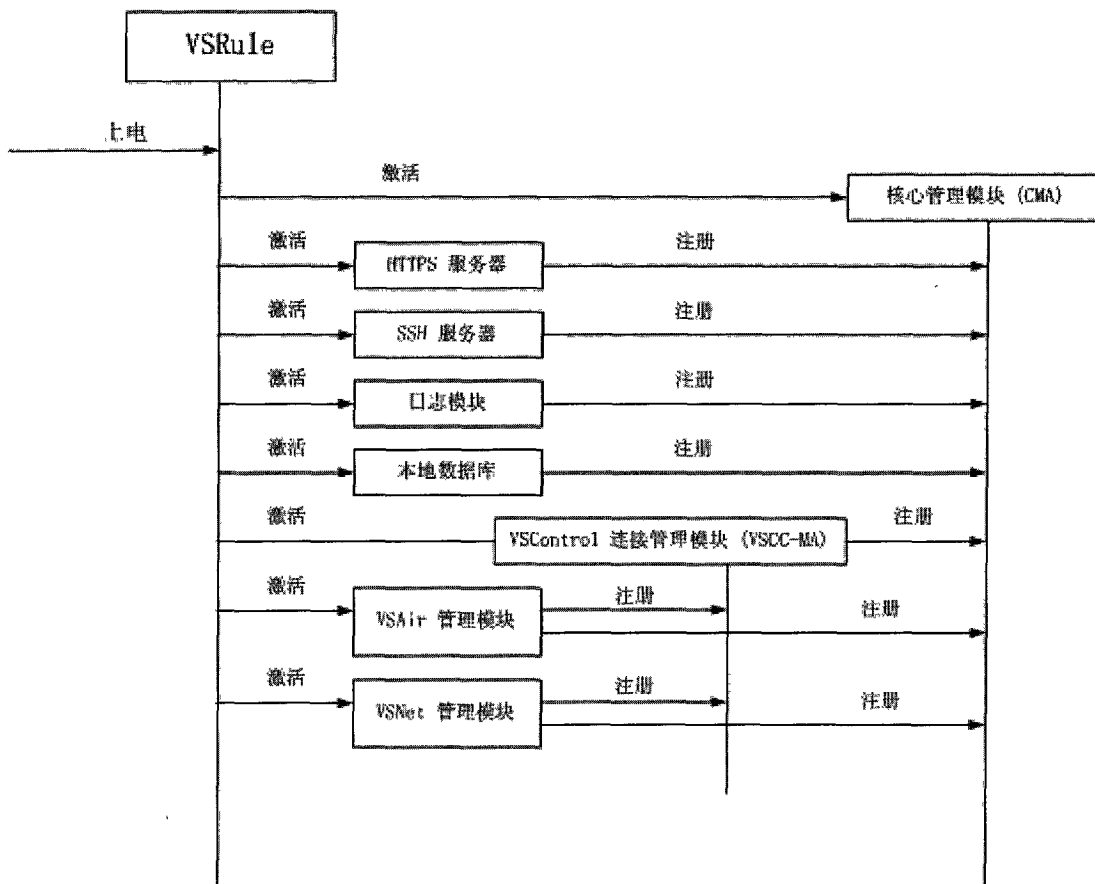 VSRule
上电
激活
核心管理模块 (CMA)
激活
HTTPS 服务器
注册
激活
SSH 服务器
注册
激活
日志模块
注册
激活
本地数据库
注册
激活
VSControl 连接管理模块 (VSCC-MA)
注册
激活
VSAir 管理模块
注册
注册
激活
VSNet 管理模块
注册
注册